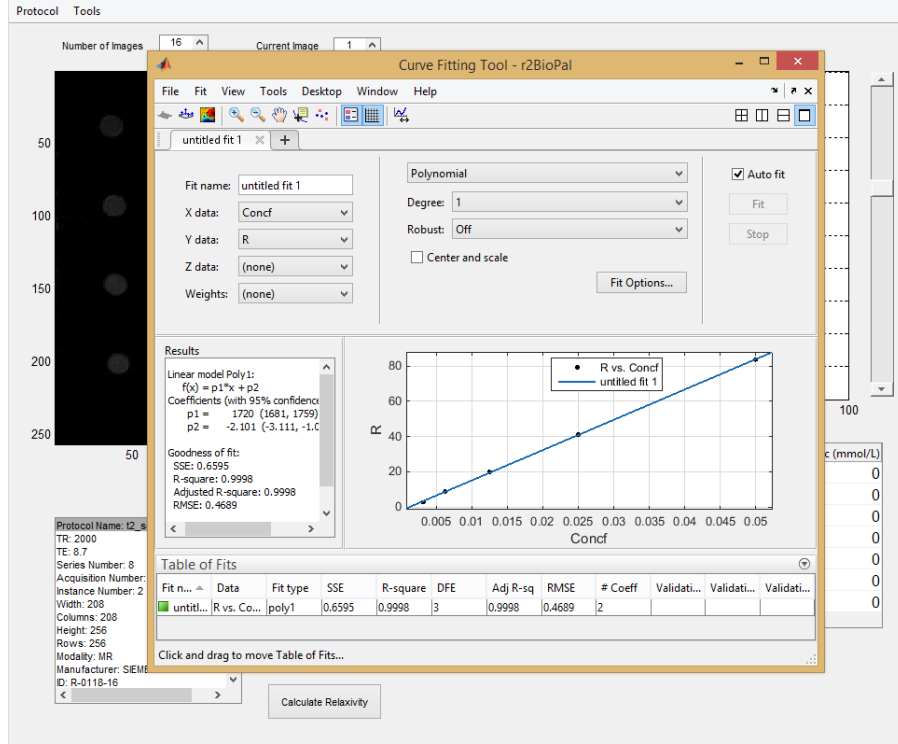 Protocol Tools
Number of Images 16 Current Image 1
Curve Fitting Tool - r2BioPal
File Fit View Tools Desktop Window Help
untitled fit 1
Fit name: untitled fit 1
X data: Concf
Y data: R
Z data: (none)
Weights: (none)
Polynomial
Degree: 1
Robust: Off
Center and scale
Fit Options...
Auto fit
Fit
Stop
50
100
150
200
250
50
Results
Linear model Poly1:
f(x) = p1*x + p2
Coefficients (with 95% confidence
p1 = 1720 (1681, 1759)
p2 = -2.101 (-3.111, -1.0
Goodness of fit:
SSE: 0.6595
R-square: 0.9998
Adjusted R-square: 0.9998
RMSE: 0.4689
R vs. Concf
untitled fit 1
80
60
40
20
0
R
0.005 0.01 0.015 0.02 0.025 0.03 0.035 0.04 0.045 0.05
Concf
100
c (mmol/L)
0
0
0
0
0
0
0
Table of Fits
Fit n... Data Fit type SSE R-square DFE Adj R-sq RMSE # Coeff Validati... Validati... Validati...
untitl... R vs. Co... poly1 0.6595 0.9998 3 0.9998 0.4689 2
Click and drag to move Table of Fits...
Protocol Name: t2_s
TR: 2000
TE: 8.7
Series Number: 8
Acquisition Number:
Instance Number: 2
Width: 208
Columns: 208
Height: 256
Rows: 256
Modality: MR
Manufacturer: SIEME
ID: R-0118-16
Calculate Relaxivity